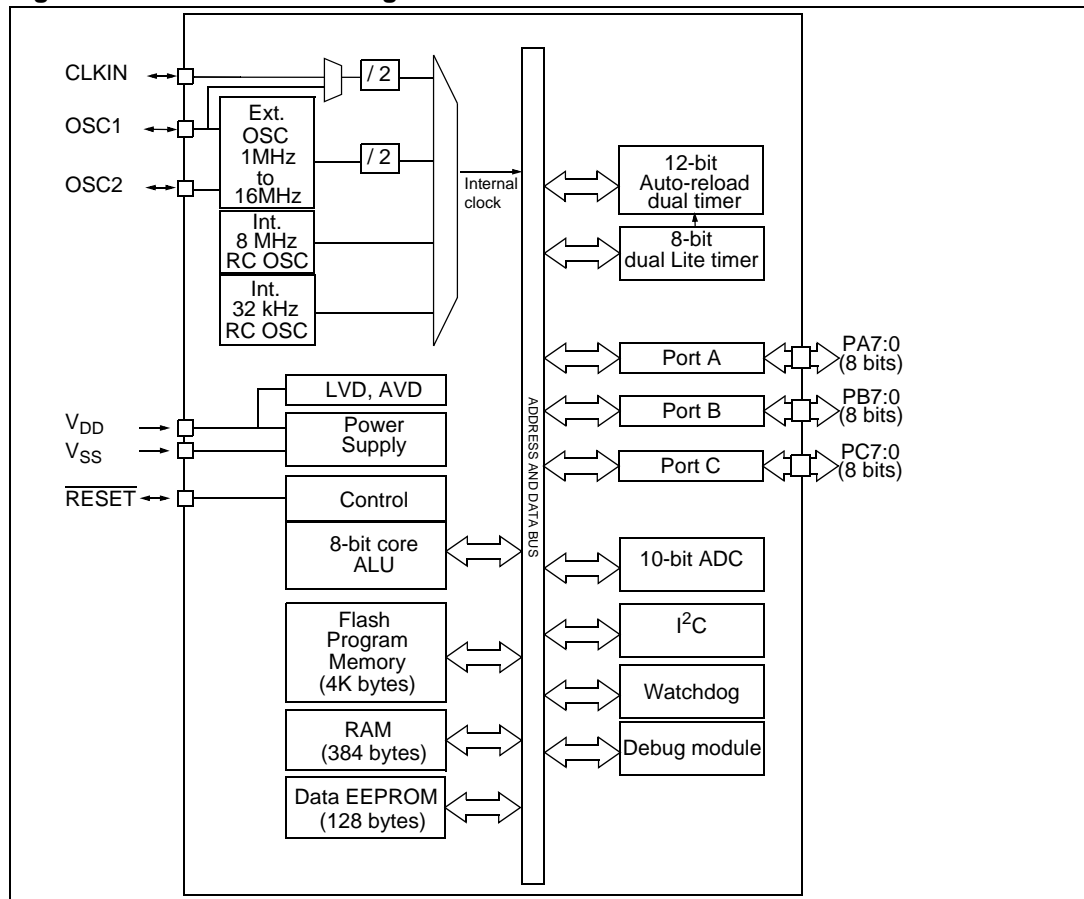 CLKIN
/ 2
OSC1
Ext.
OSC
1MHz
to
16MHz
/ 2
OSC2
Internal
clock
Int.
8 MHz
RC OSC
Int.
32 kHz
RC OSC
LVD, AVD
VDD
Power
Supply
VSS
RESET
Control
8-bit core
ALU
Flash
Program
Memory
(4K bytes)
RAM
(384 bytes)
Data EEPROM
(128 bytes)
ADDRESS AND DATA BUS
12-bit
Auto-reload
dual timer
8-bit
dual Lite timer
Port A
PA7:0
(8 bits)
Port B
PB7:0
(8 bits)
Port C
PC7:0
(8 bits)
10-bit ADC
I²C
Watchdog
Debug module